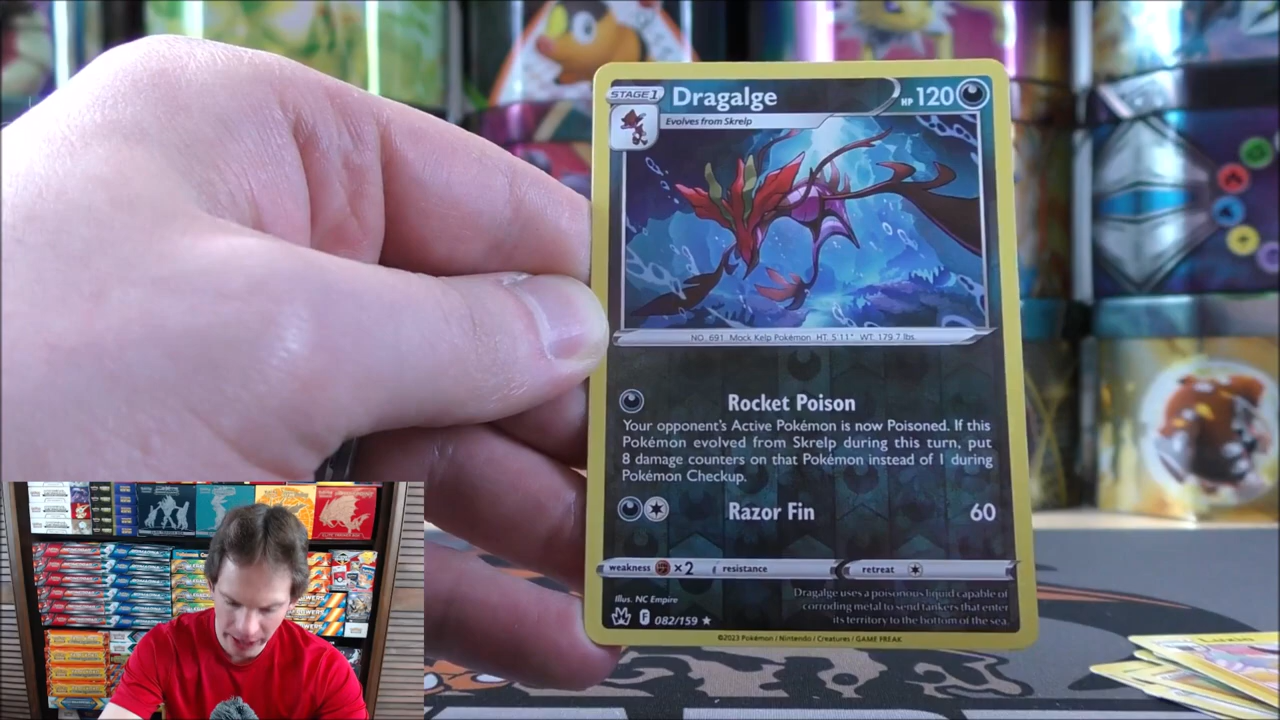 STAGE 1
Dragalge
HP 120
Evolves from Skrelp
NO. 691 Mock Kelp Pokémon HT: 5'11" WT: 179.7 lbs.
Rocket Poison
Your opponent's Active Pokémon is now Poisoned. If this
Pokémon evolved from Skrelp during this turn, put
8 damage counters on that Pokémon instead of 1 during
Pokémon Checkup.
Razor Fin 60
weakness ×2 resistance retreat
Illus. NC Empire
Dragalge uses a poisonous liquid capable of
corroding metal to send tankers that enter
its territory to the bottom of the sea.
F 082/159 ★
©2023 Pokémon / Nintendo / Creatures / GAME FREAK